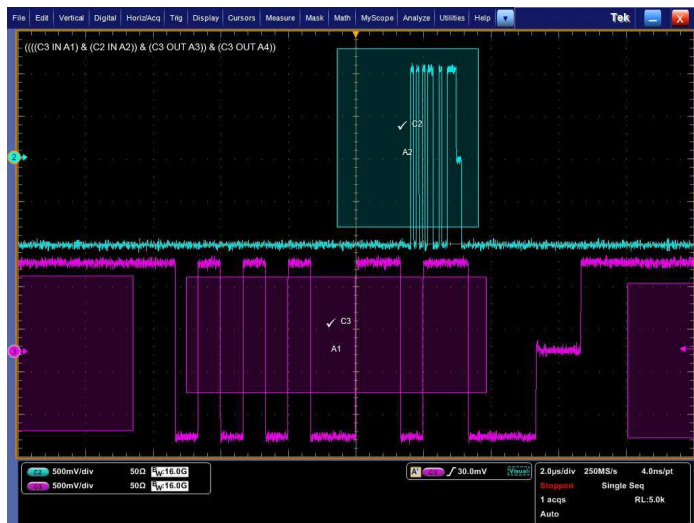 File Edit Vertical Digital Horiz/Acq Trig Display Cursors Measure Mask Math MyScope Analyze Utilities Help Tek X
((((C3 IN A1) & (C2 IN A2)) & (C3 OUT A3)) & (C3 OUT A4))
C2
A2
2
C3
A1
3
C2 500mV/div 50Ω BW:16.0G
C3 500mV/div 50Ω BW:16.0G
A' C3 30.0mV Visual
2.0µs/div 250MS/s 4.0ns/pt
Stopped Single Seq
1 acqs RL:5.0k
Auto